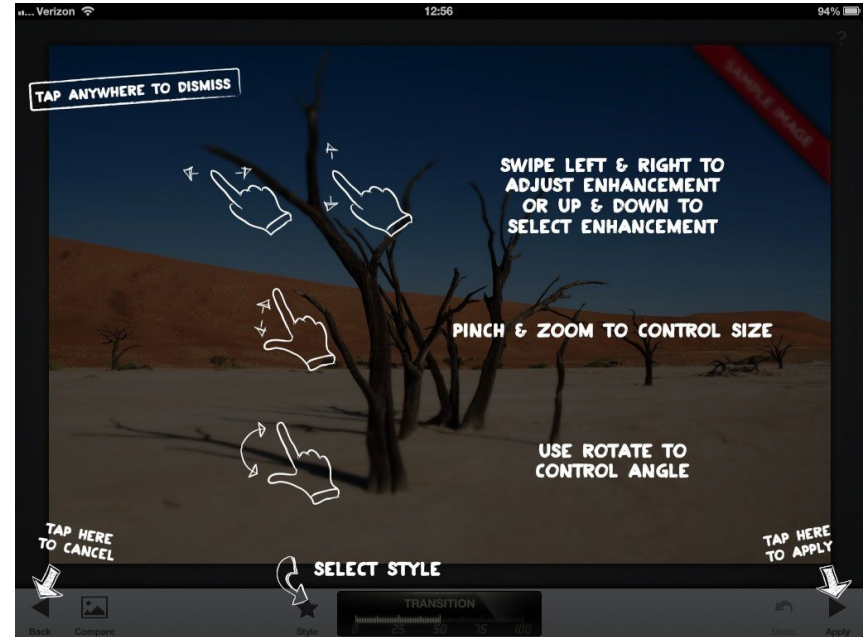 Verizon
12:56
94%
?
SAMPLE IMAGE
TAP ANYWHERE TO DISMISS
SWIPE LEFT & RIGHT TO
ADJUST ENHANCEMENT
OR UP & DOWN TO
SELECT ENHANCEMENT
PINCH & ZOOM TO CONTROL SIZE
USE ROTATE TO
CONTROL ANGLE
TAP HERE
TO CANCEL
TAP HERE
TO APPLY
SELECT STYLE
TRANSITION
0 25 50 75 100
Back
Compare
Style
Undo
Apply